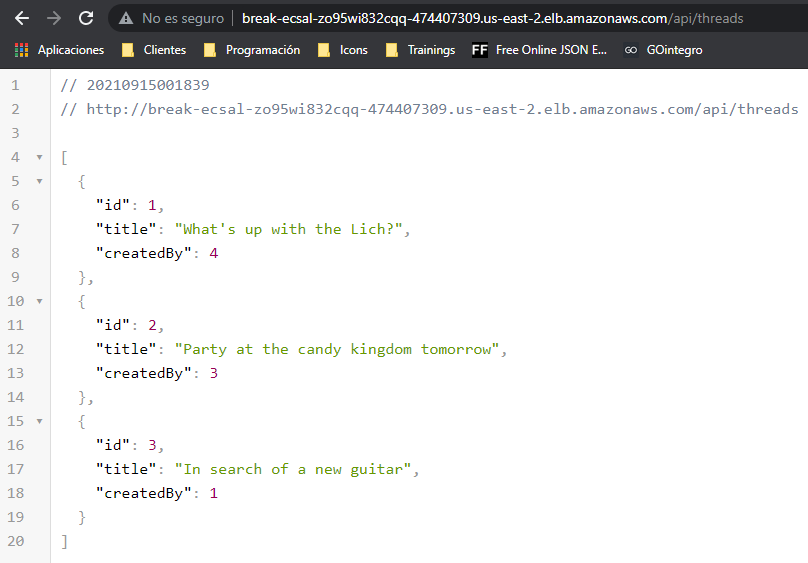 No es seguro | break-ecsal-zo95wi832cqq-474407309.us-east-2.elb.amazonaws.com/api/threads
Aplicaciones Clientes Programación Icons Trainings FF Free Online JSON E... GO GOintegro
1 // 20210915001839
2 // http://break-ecsal-zo95wi832cqq-474407309.us-east-2.elb.amazonaws.com/api/threads
3
4 [
5 {
6 "id": 1,
7 "title": "What's up with the Lich?",
8 "createdBy": 4
9 },
10 {
11 "id": 2,
12 "title": "Party at the candy kingdom tomorrow",
13 "createdBy": 3
14 },
15 {
16 "id": 3,
17 "title": "In search of a new guitar",
18 "createdBy": 1
19 }
20 ]